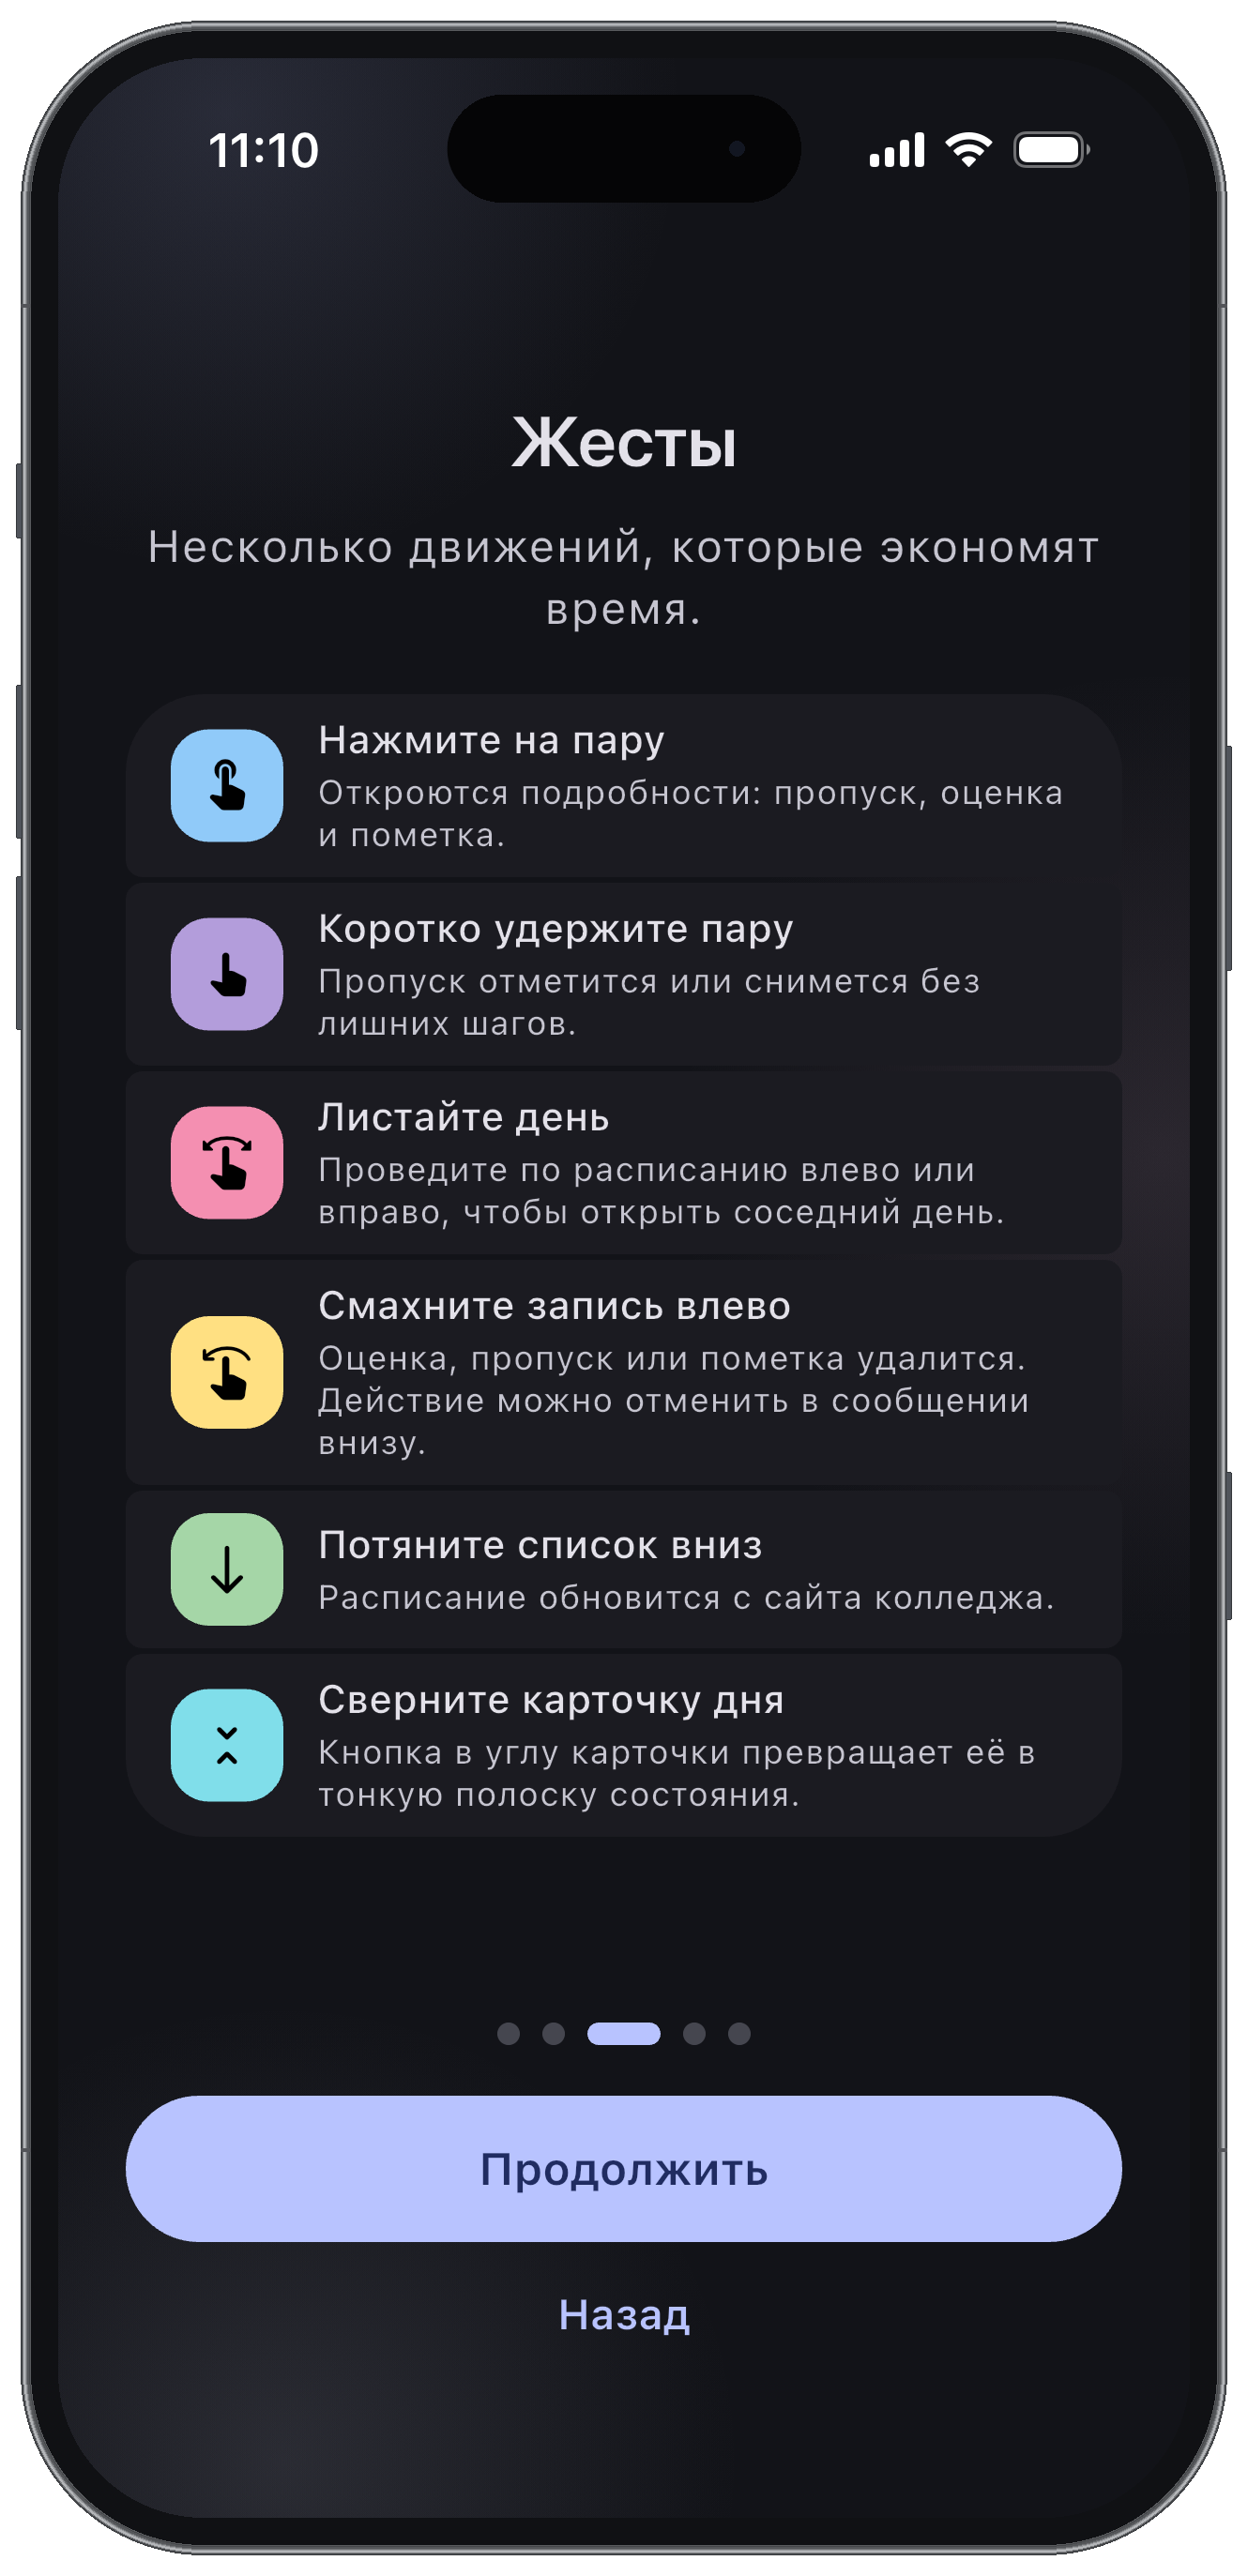 11:10
Жесты
Несколько движений, которые экономят
время.
Нажмите на пару
Откроются подробности: пропуск, оценка
и пометка.
Коротко удержите пару
Пропуск отметится или снимется без
лишних шагов.
Листайте день
Проведите по расписанию влево или
вправо, чтобы открыть соседний день.
Смахните запись влево
Оценка, пропуск или пометка удалится.
Действие можно отменить в сообщении
внизу.
Потяните список вниз
Расписание обновится с сайта колледжа.
Сверните карточку дня
Кнопка в углу карточки превращает её в
тонкую полоску состояния.
Продолжить
Назад